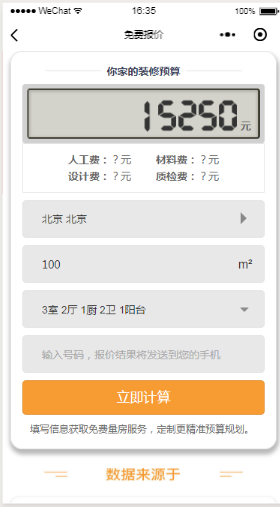 WeChat 16:35 100%
免费报价
你家的装修预算
15250 元
人工费：？元 材料费：？元
设计费：？元 质检费：？元
北京 北京
100 m²
3室 2厅 1厨 2卫 1阳台
输入号码，报价结果将发送到您的手机
立即计算
填写信息获取免费量房服务，定制更精准预算规划。
数据来源于